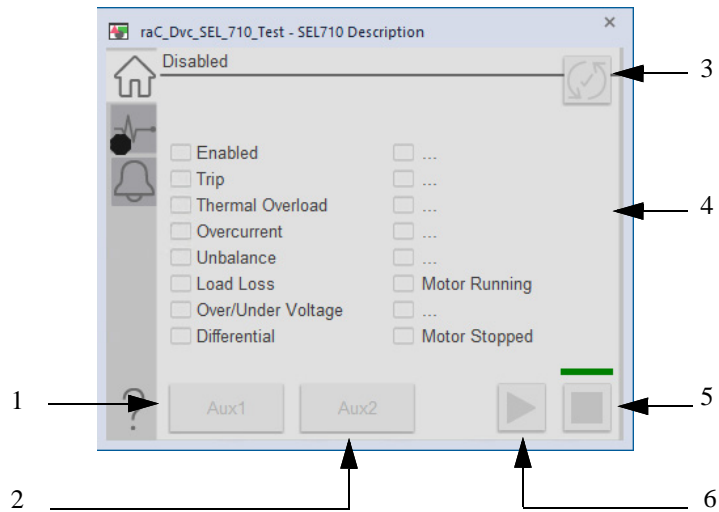 raC_Dvc_SEL_710_Test - SEL710 Description
×
Disabled
3
Enabled
...
Trip
...
4
Thermal Overload
...
Overcurrent
...
Unbalance
...
Load Loss
Motor Running
Over/Under Voltage
...
Differential
Motor Stopped
1
?
Aux1
Aux2
5
2
6